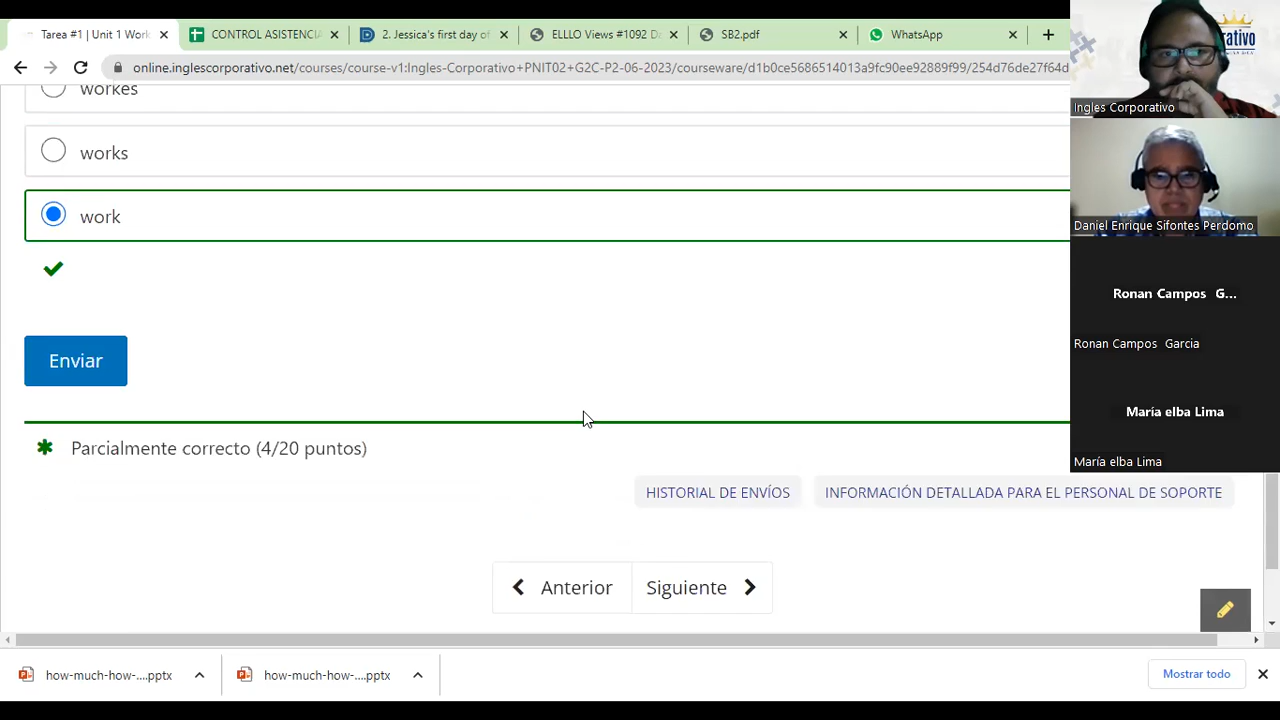 Tarea #1 | Unit 1 Work
CONTROL ASISTENCIA
2. Jessica's first day of
ELLLO Views #1092 Da
SB2.pdf
WhatsApp
online.inglescorporativo.net/courses/course-v1:Ingles-Corporativo+PNIT02+G2C-P2-06-2023/courseware/d1b0ce5686514013a9fc90ee92889f99/254d76de27f64d
workes
works
work
Enviar
Parcialmente correcto (4/20 puntos)
HISTORIAL DE ENVÍOS
INFORMACIÓN DETALLADA PARA EL PERSONAL DE SOPORTE
Anterior
Siguiente
how-much-how-....pptx
how-much-how-....pptx
Mostrar todo
Ingles Corporativo
Daniel Enrique Sifontes Perdomo
Ronan Campos G...
Ronan Campos Garcia
María elba Lima
María elba Lima